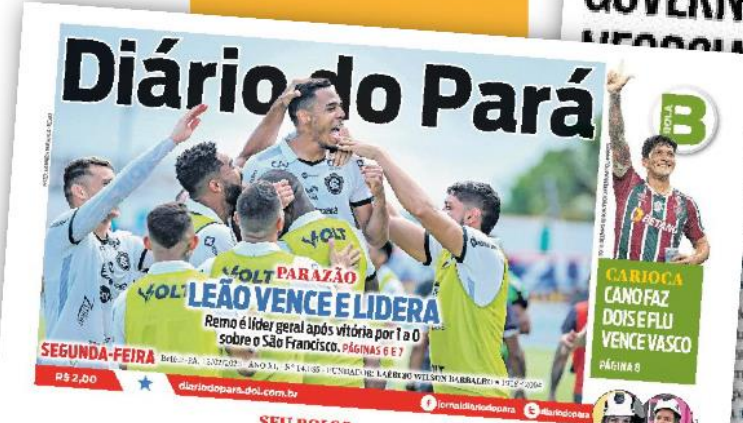 GOVERN
Diário do Pará
BOLA
B
VOLT
VOLT
VOLT
BETANO
PARAZÃO
LEÃO VENCE E LIDERA
Remo é líder geral após vitória por 1 a 0
sobre o São Francisco. PÁGINAS 6 E 7
CARIOCA
CANO FAZ
DOIS E FLU
VENCE VASCO
PÁGINA 8
SEGUNDA-FEIRA
FUNDADOR: LAÉRCIO WILSON BARBALHO
R$ 2,00
diariodopara.dol.com.br
jornaldiariodopara
diariodopara